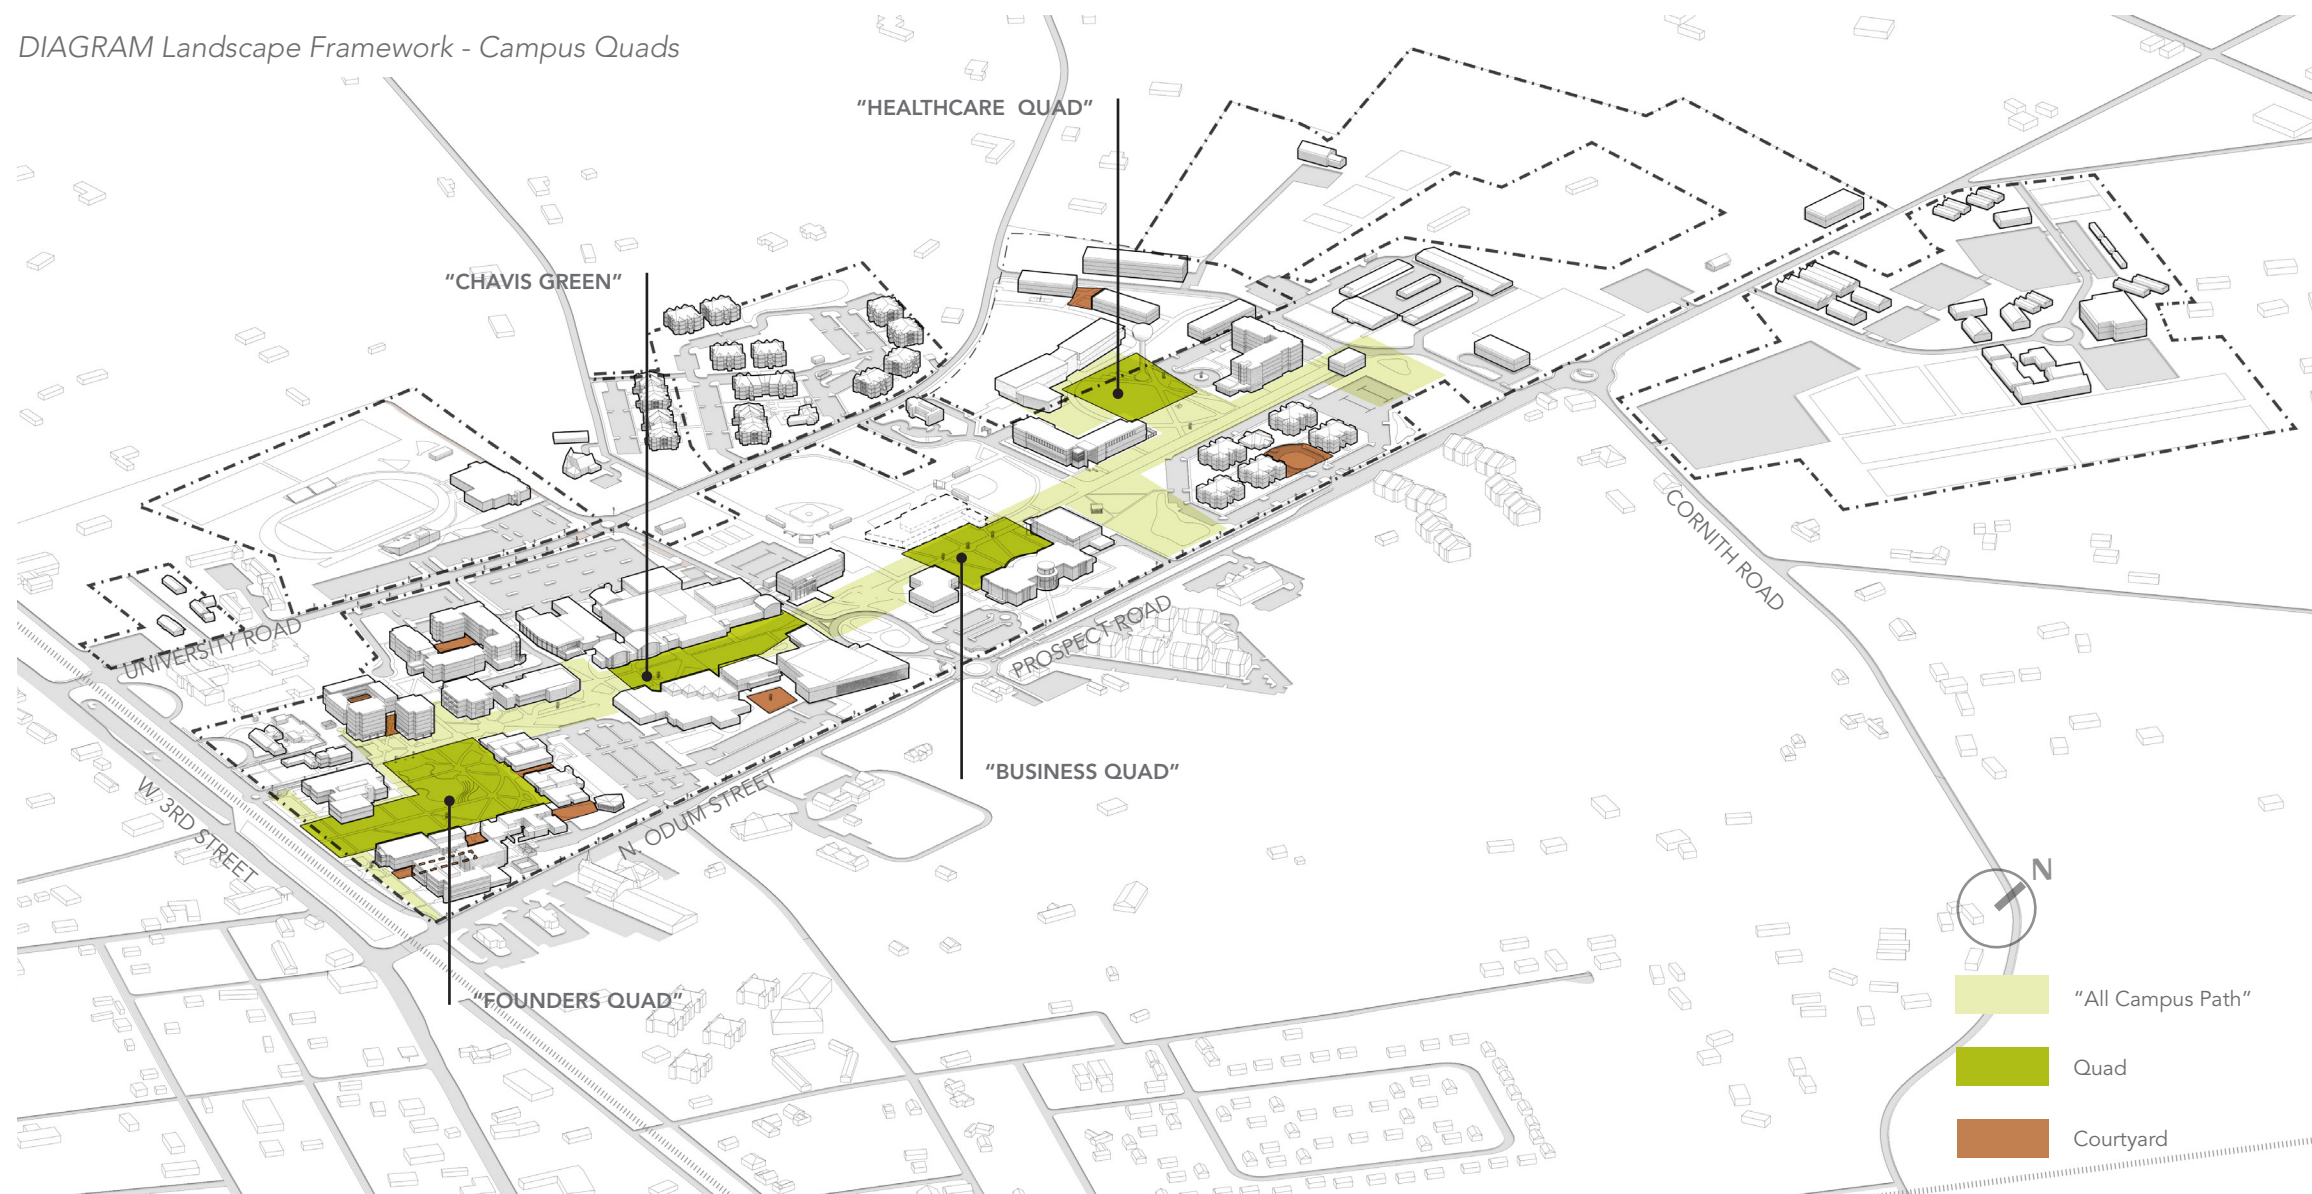 DIAGRAM Landscape Framework - Campus Quads
"HEALTHCARE QUAD"
"CHAVIS GREEN"
CORNITH ROAD
UNIVERSITY ROAD
PROSPECT ROAD
"BUSINESS QUAD"
W. 3RD STREET
N. ODUM STREET
N
"FOUNDERS QUAD"
"All Campus Path"
Quad
Courtyard